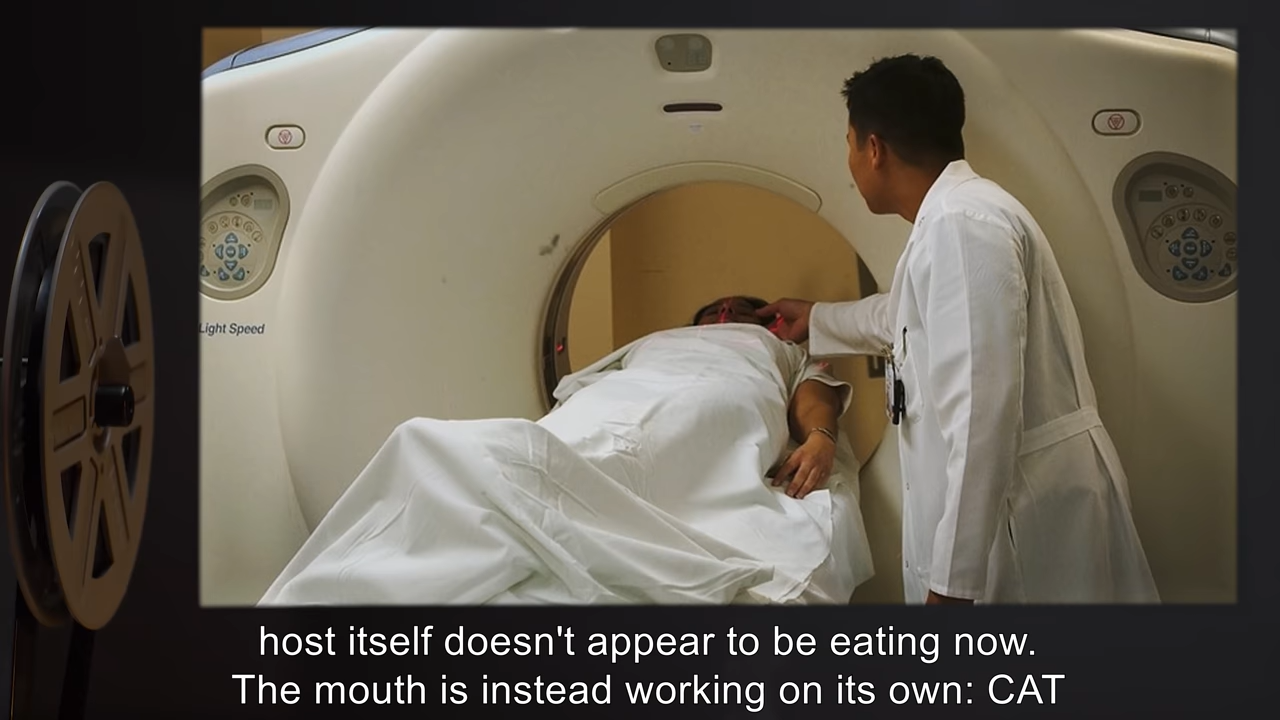 Light Speed
host itself doesn't appear to be eating now.
The mouth is instead working on its own: CAT